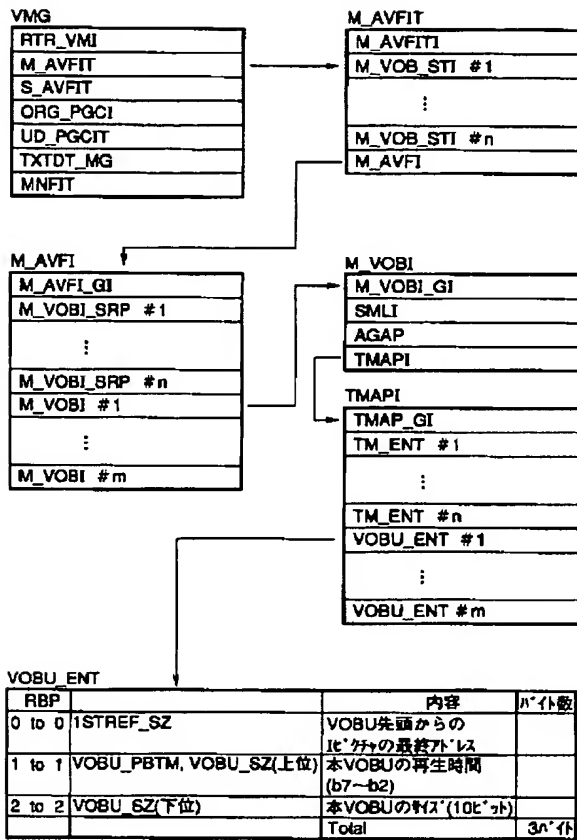 VMG
RTR_VMI
M_AVFIT
S_AVFIT
ORG_PGCI
UD_PGCIT
TXTDT_MG
MNFIT
M_AVFIT
M_AVFITI
M_VOB_STI #1
⋮
M_VOB_STI #n
M_AVFI
M_AVFI
M_AVFI_GI
M_VOBI_SRP #1
⋮
M_VOBI_SRP #n
M_VOBI #1
⋮
M_VOBI #m
M_VOBI
M_VOBI_GI
SMLI
AGAP
TMAPI
TMAPI
TMAP_GI
TM_ENT #1
⋮
TM_ENT #n
VOBU_ENT #1
⋮
VOBU_ENT #m
VOBU_ENT
RBP 内容 バイト数
0 to 0 1STREF_SZ VOBU先頭からの
Iピクチャの最終アドレス
1 to 1 VOBU_PBTM, VOBU_SZ(上位) 本VOBUの再生時間
(b7~b2)
2 to 2 VOBU_SZ(下位) 本VOBUのサイズ(10ビット)
Total 3バイト